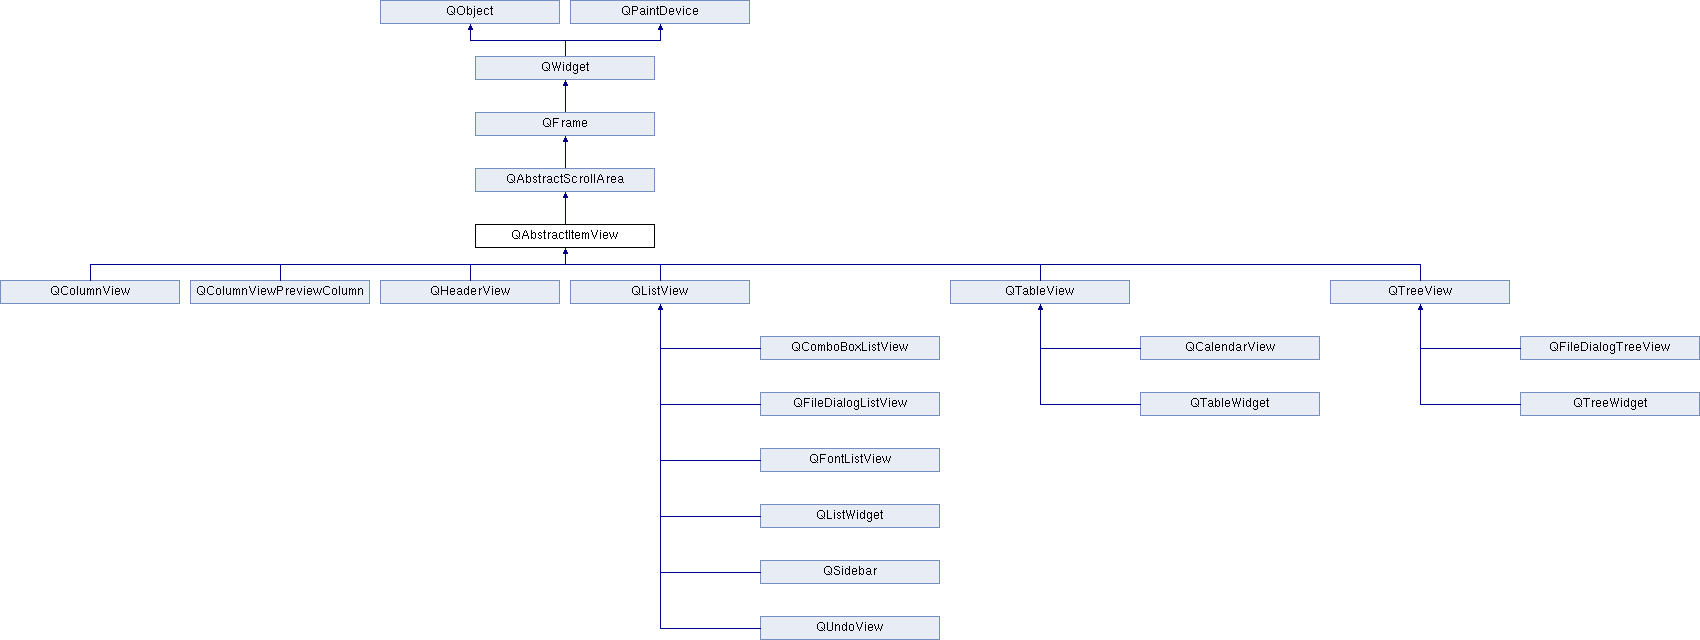 QObject
QPaintDevice
QWidget
QFrame
QAbstractScrollArea
QAbstractItemView
QColumnView
QColumnViewPreviewColumn
QHeaderView
QListView
QTableView
QTreeView
QComboBoxListView
QCalendarView
QFileDialogTreeView
QFileDialogListView
QTableWidget
QTreeWidget
QFontListView
QListWidget
QSidebar
QUndoView